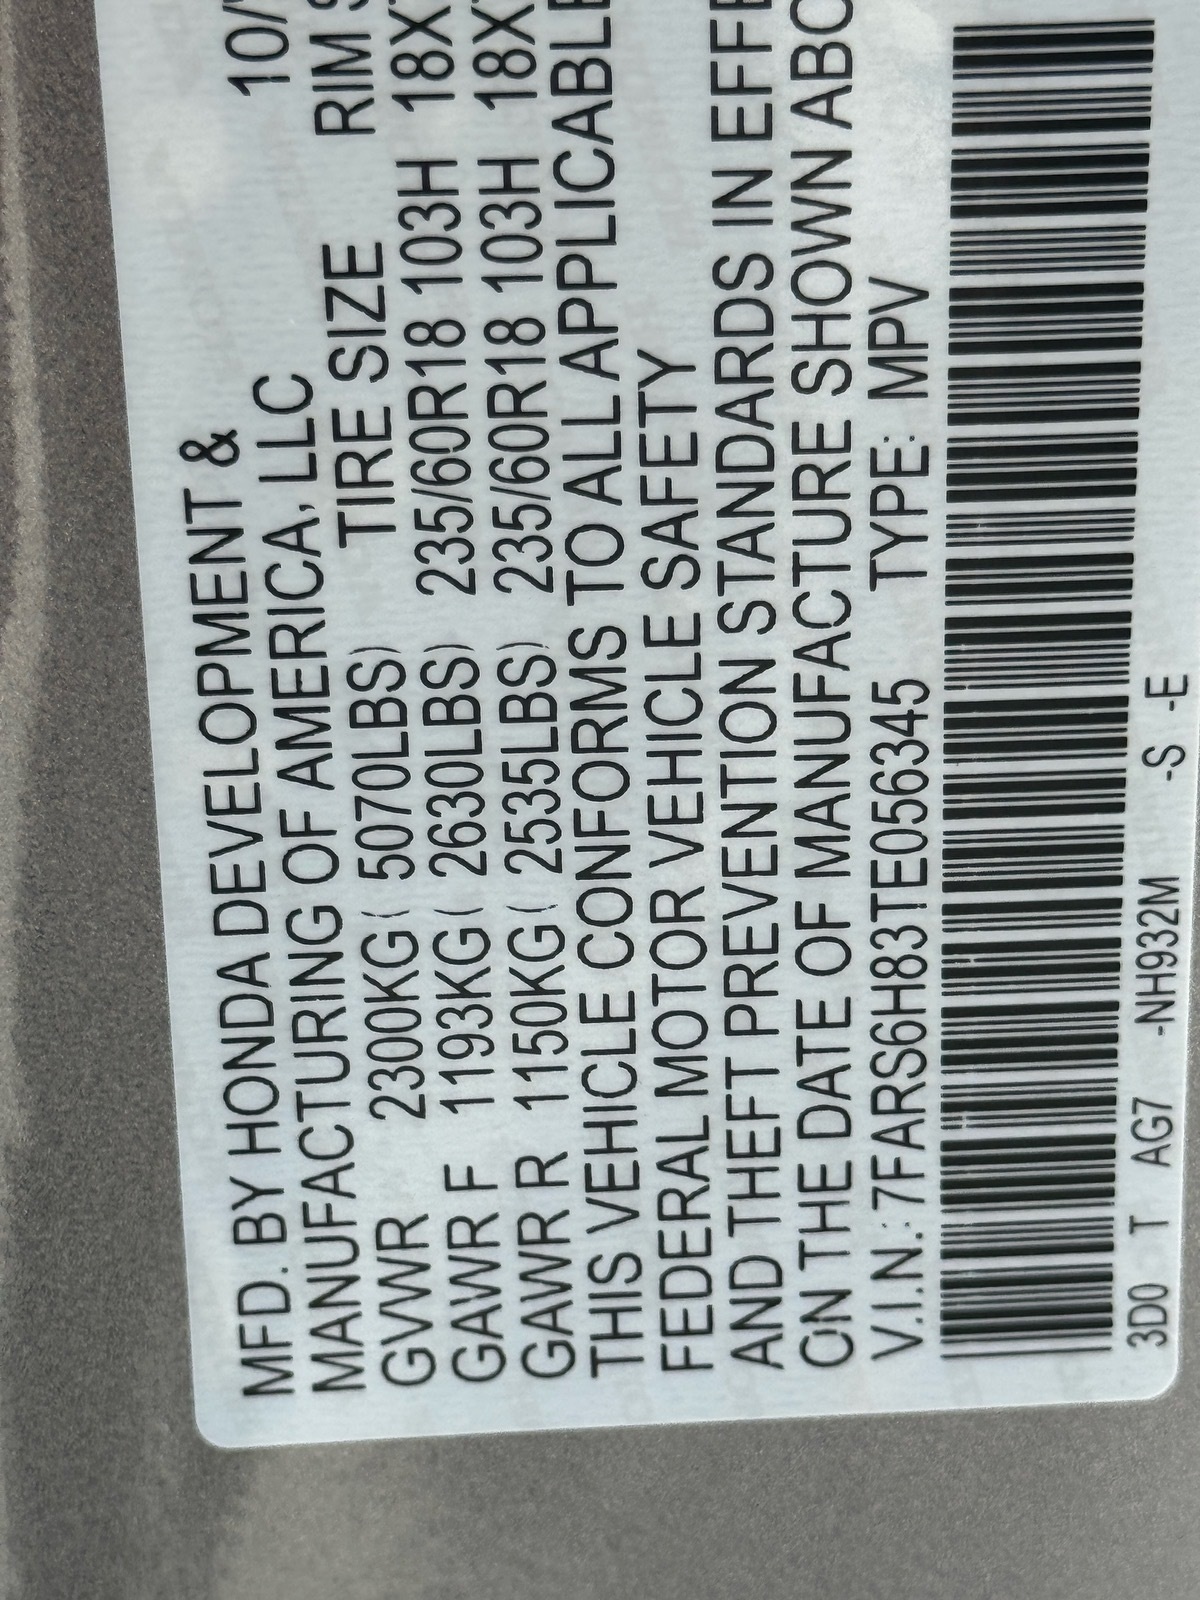 MFD. BY HONDA DEVELOPMENT & 10/
MANUFACTURING OF AMERICA, LLC
TIRE SIZE RIM S
GVWR 2300KG( 5070LBS)
GAWR F 1193KG( 2630LBS) 235/60R18 103H 18X
GAWR R 1150KG( 2535LBS) 235/60R18 103H 18X
THIS VEHICLE CONFORMS TO ALL APPLICABLE
FEDERAL MOTOR VEHICLE SAFETY
AND THEFT PREVENTION STANDARDS IN EFFE
ON THE DATE OF MANUFACTURE SHOWN ABO
V.I.N.: 7FARS6H83TE056345 TYPE: MPV
3D0 T AG7 -NH932M -S -E